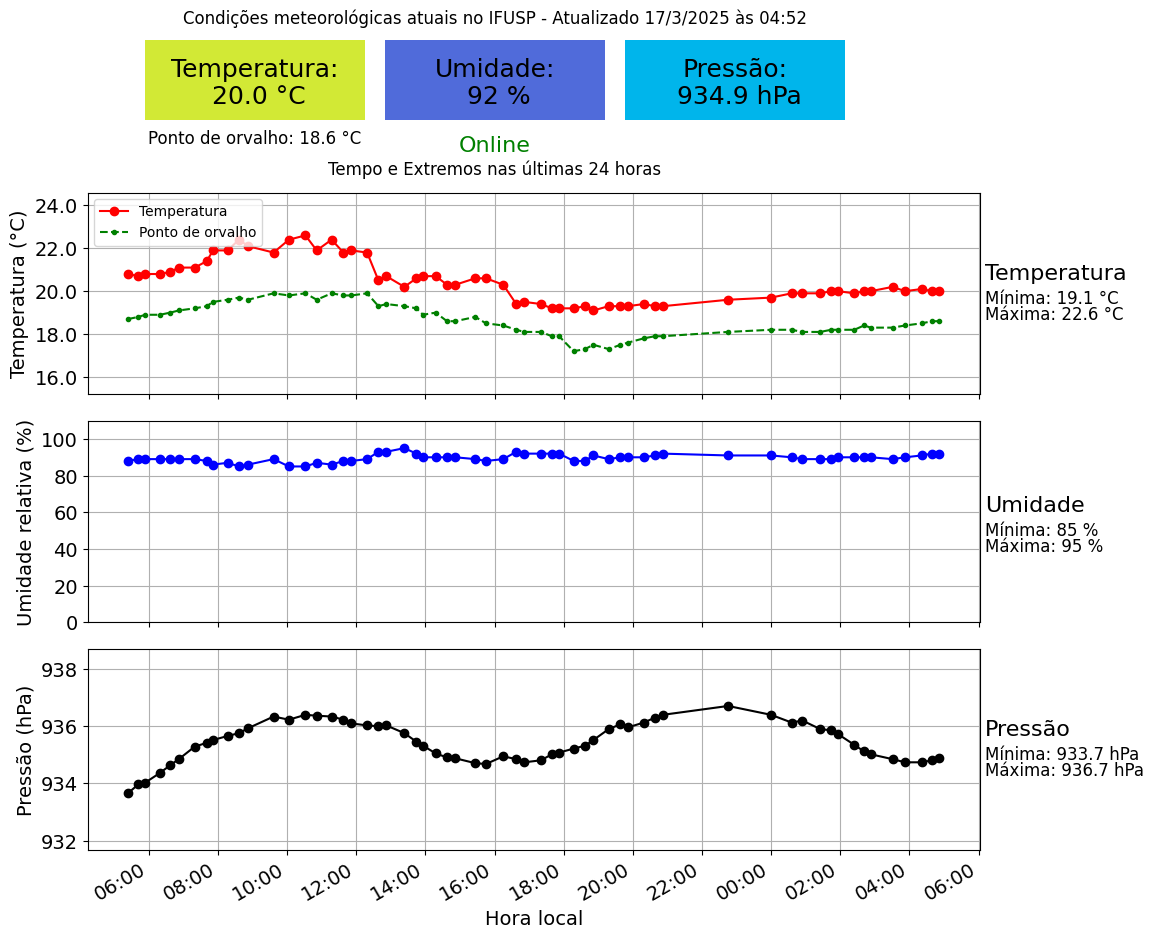 Condições meteorológicas atuais no IFUSP - Atualizado 17/3/2025 às 04:52
Temperatura:
20.0 °C
Umidade:
92 %
Pressão:
934.9 hPa
Ponto de orvalho: 18.6 °C
Online
Tempo e Extremos nas últimas 24 horas
Temperatura (°C)
24.0
22.0
20.0
18.0
16.0
Temperatura
Ponto de orvalho
Temperatura
Mínima: 19.1 °C
Máxima: 22.6 °C
Umidade relativa (%)
100
80
60
40
20
0
Umidade
Mínima: 85 %
Máxima: 95 %
Pressão (hPa)
938
936
934
932
Pressão
Mínima: 933.7 hPa
Máxima: 936.7 hPa
06:00 08:00 10:00 12:00 14:00 16:00 18:00 20:00 22:00 00:00 02:00 04:00 06:00
Hora local